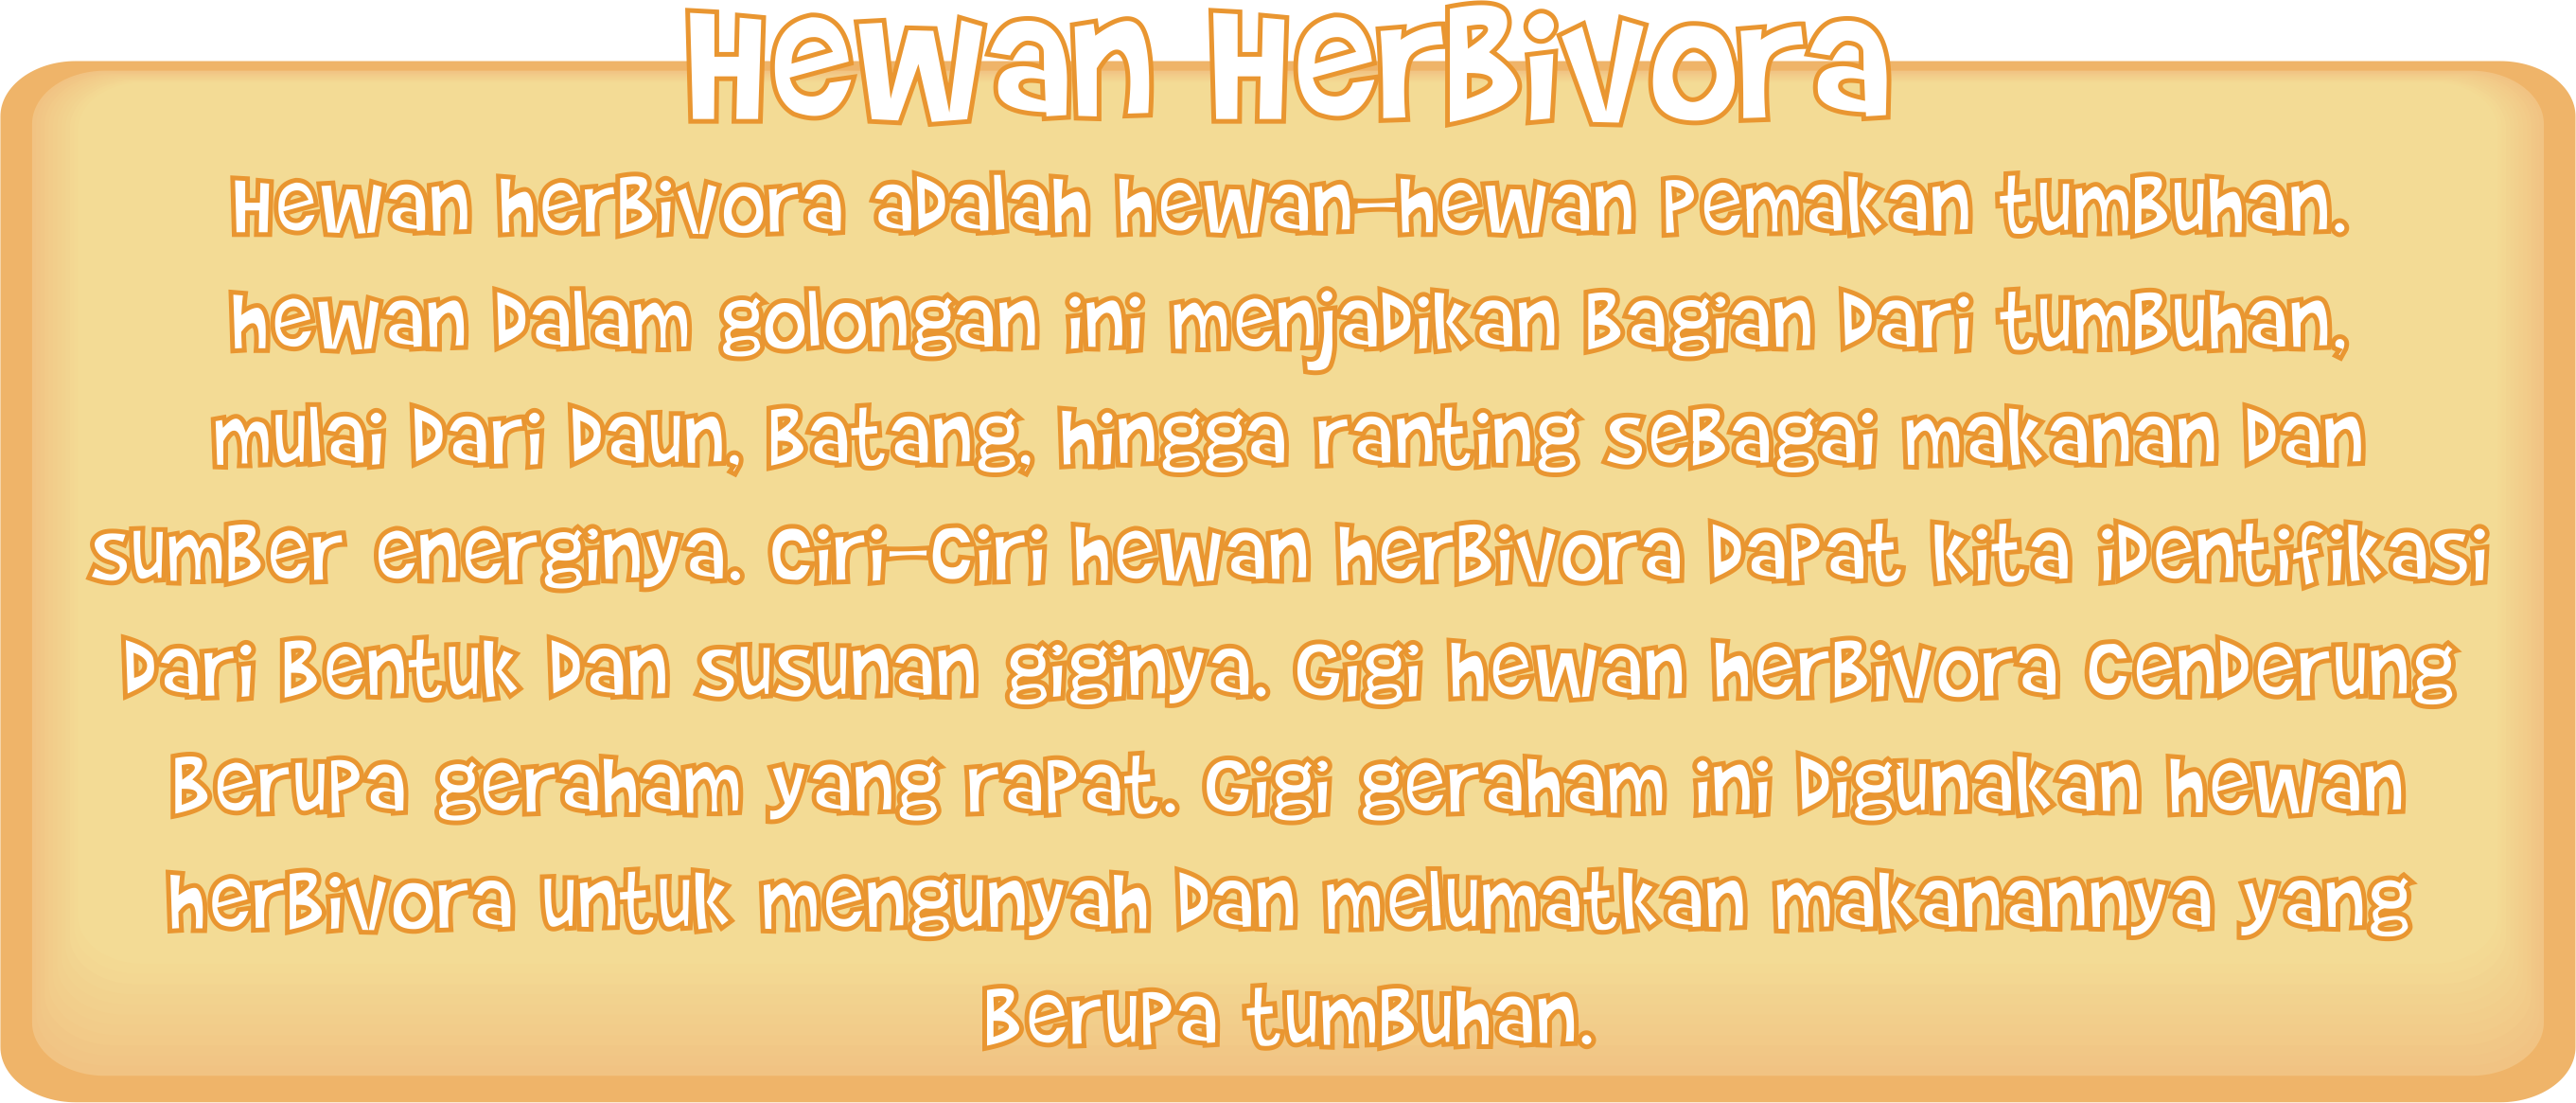 Hewan Herbivora
Hewan herbivora adalah hewan-hewan pemakan tumbuhan.
hewan dalam golongan ini menjadikan bagian dari tumbuhan,
mulai dari daun, batang, hingga ranting sebagai makanan dan
sumber energinya. Ciri-ciri hewan herbivora dapat kita identifikasi
dari bentuk dan susunan giginya. Gigi hewan herbivora cenderung
berupa geraham yang rapat. Gigi geraham ini digunakan hewan
herbivora untuk mengunyah dan melumatkan makanannya yang
berupa tumbuhan.